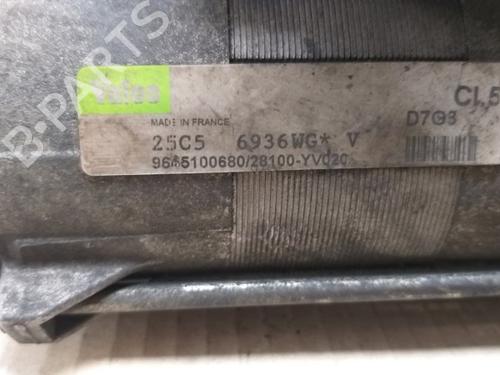 B-PARTS
Valeo
CL5
MADE IN FRANCE
D7G3
25C5 6936WG* V
9645100680/28100-YV020